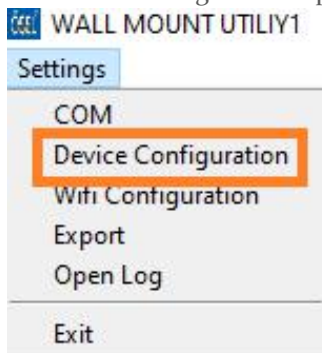 WALL MOUNT UTILIY1
Settings
COM
Device Configuration
Wifi Configuration
Export
Open Log
Exit